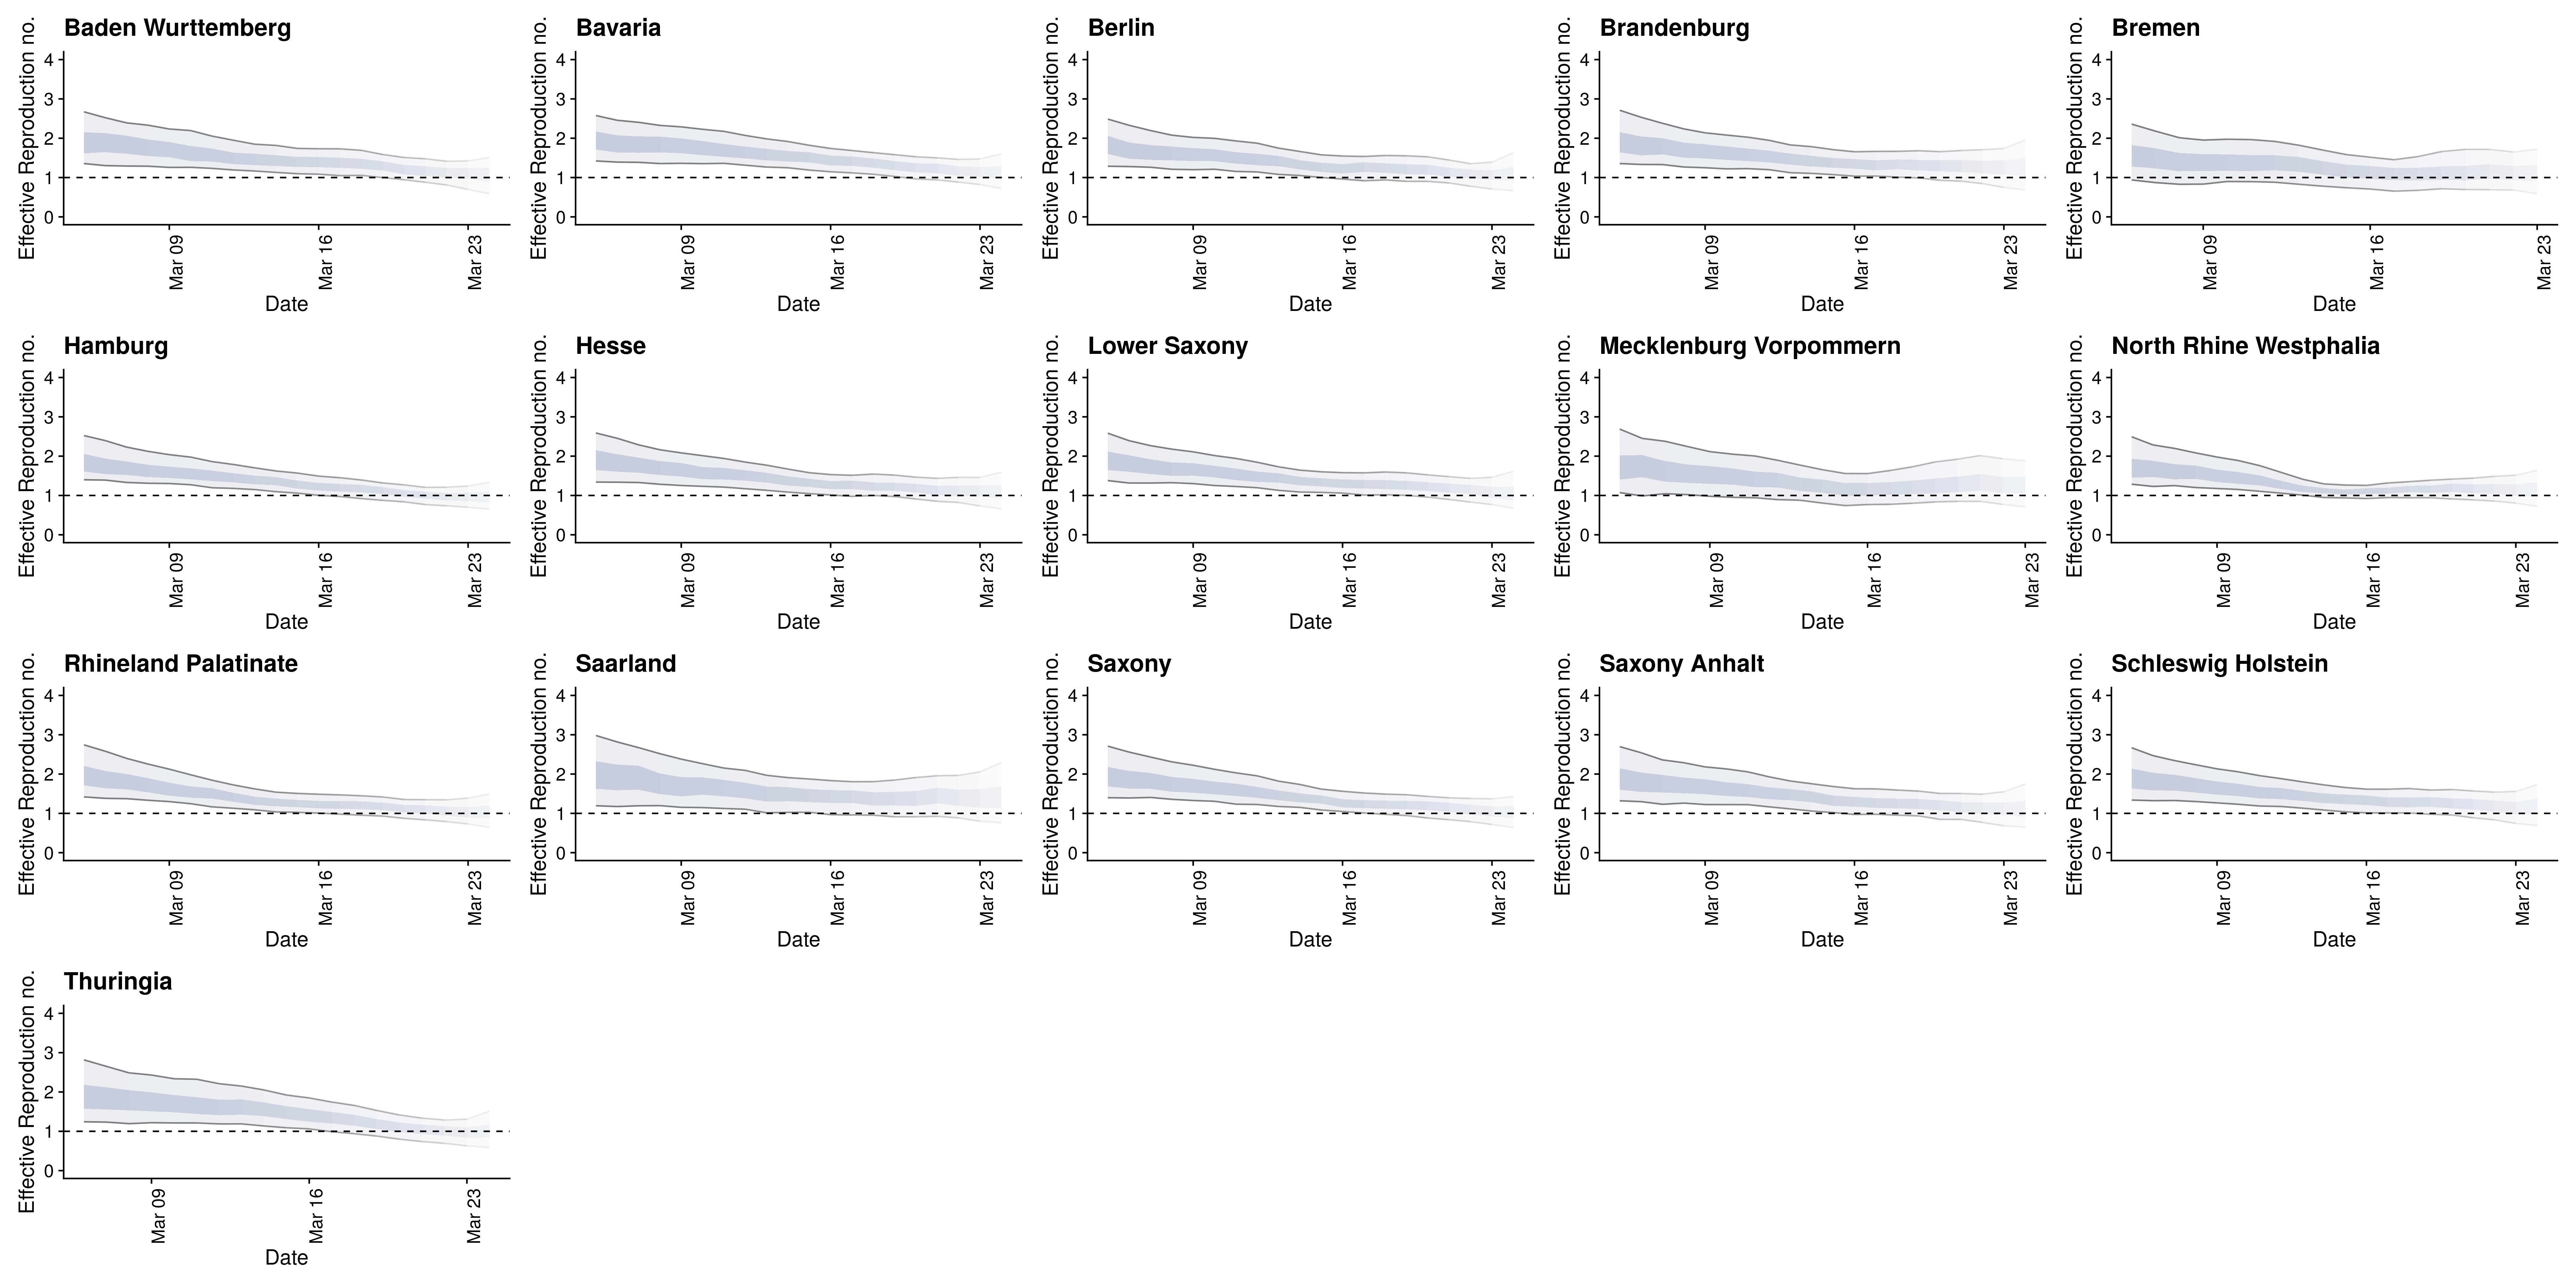 Baden Wurttemberg
Effective Reproduction no.
4
3
2
1
0
Mar 09
Mar 16
Mar 23
Date
Bavaria
Effective Reproduction no.
4
3
2
1
0
Mar 09
Mar 16
Mar 23
Date
Berlin
Effective Reproduction no.
4
3
2
1
0
Mar 09
Mar 16
Mar 23
Date
Brandenburg
Effective Reproduction no.
4
3
2
1
0
Mar 09
Mar 16
Mar 23
Date
Bremen
Effective Reproduction no.
4
3
2
1
0
Mar 09
Mar 16
Mar 23
Date
Hamburg
Effective Reproduction no.
4
3
2
1
0
Mar 09
Mar 16
Mar 23
Date
Hesse
Effective Reproduction no.
4
3
2
1
0
Mar 09
Mar 16
Mar 23
Date
Lower Saxony
Effective Reproduction no.
4
3
2
1
0
Mar 09
Mar 16
Mar 23
Date
Mecklenburg Vorpommern
Effective Reproduction no.
4
3
2
1
0
Mar 09
Mar 16
Mar 23
Date
North Rhine Westphalia
Effective Reproduction no.
4
3
2
1
0
Mar 09
Mar 16
Mar 23
Date
Rhineland Palatinate
Effective Reproduction no.
4
3
2
1
0
Mar 09
Mar 16
Mar 23
Date
Saarland
Effective Reproduction no.
4
3
2
1
0
Mar 09
Mar 16
Mar 23
Date
Saxony
Effective Reproduction no.
4
3
2
1
0
Mar 09
Mar 16
Mar 23
Date
Saxony Anhalt
Effective Reproduction no.
4
3
2
1
0
Mar 09
Mar 16
Mar 23
Date
Schleswig Holstein
Effective Reproduction no.
4
3
2
1
0
Mar 09
Mar 16
Mar 23
Date
Thuringia
Effective Reproduction no.
4
3
2
1
0
Mar 09
Mar 16
Mar 23
Date